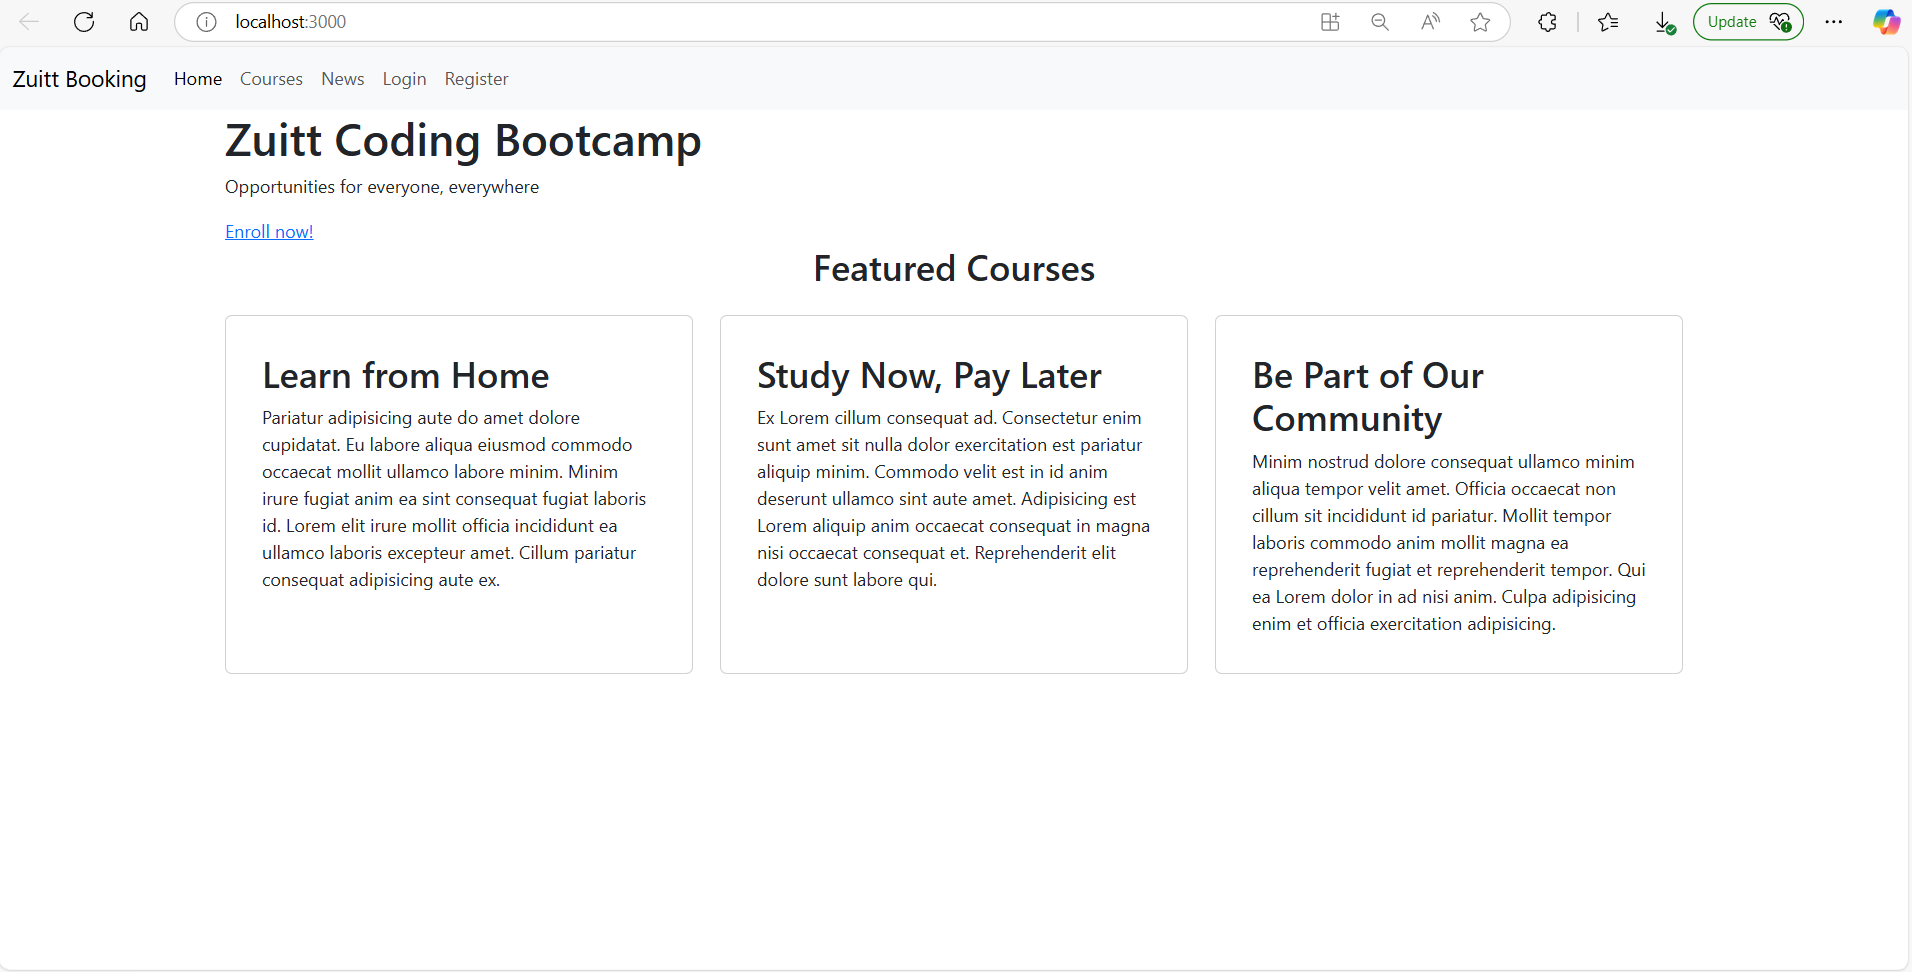 localhost:3000
Update
Zuitt Booking Home Courses News Login Register
Zuitt Coding Bootcamp
Opportunities for everyone, everywhere
Enroll now!
Featured Courses
Learn from Home
Pariatur adipisicing aute do amet dolore
cupidatat. Eu labore aliqua eiusmod commodo
occaecat mollit ullamco labore minim. Minim
irure fugiat anim ea sint consequat fugiat laboris
id. Lorem elit irure mollit officia incididunt ea
ullamco laboris excepteur amet. Cillum pariatur
consequat adipisicing aute ex.
Study Now, Pay Later
Ex Lorem cillum consequat ad. Consectetur enim
sunt amet sit nulla dolor exercitation est pariatur
aliquip minim. Commodo velit est in id anim
deserunt ullamco sint aute amet. Adipisicing est
Lorem aliquip anim occaecat consequat in magna
nisi occaecat consequat et. Reprehenderit elit
dolore sunt labore qui.
Be Part of Our
Community
Minim nostrud dolore consequat ullamco minim
aliqua tempor velit amet. Officia occaecat non
cillum sit incididunt id pariatur. Mollit tempor
laboris commodo anim mollit magna ea
reprehenderit fugiat et reprehenderit tempor. Qui
ea Lorem dolor in ad nisi anim. Culpa adipisicing
enim et officia exercitation adipisicing.